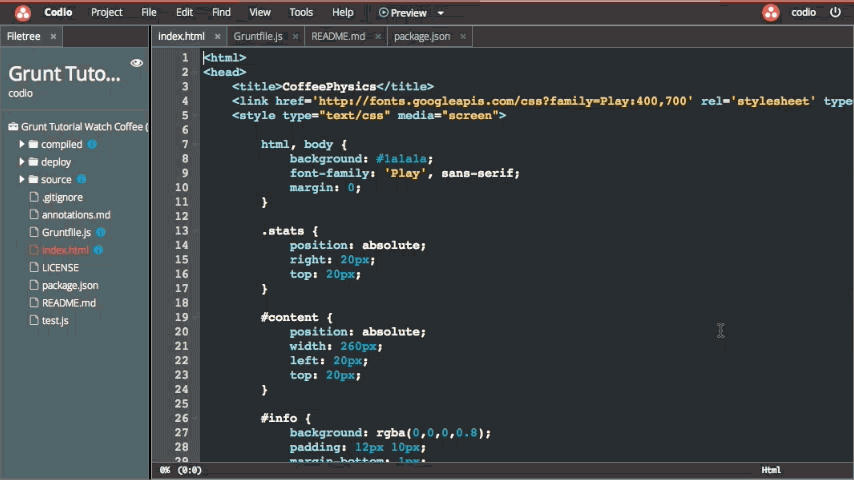 Codio Project File Edit Find View Tools Help Preview codio
Filetree × index.html × Gruntfile.js × README.md × package.json ×
Grunt Tuto...
codio
Grunt Tutorial Watch Coffee (
compiled
deploy
source
.gitignore
annotations.md
Gruntfile.js
index.html
LICENSE
package.json
README.md
test.js
1 <html>
2 <head>
3 <title>CoffeePhysics</title>
4 <link href='http://fonts.googleapis.com/css?family=Play:400,700' rel='stylesheet' type
5 <style type="text/css" media="screen">
6
7 html, body {
8 background: #1a1a1a;
9 font-family: 'Play', sans-serif;
10 margin: 0;
11 }
12
13 .stats {
14 position: absolute;
15 right: 20px;
16 top: 20px;
17 }
18
19 #content {
20 position: absolute;
21 width: 260px;
22 left: 20px;
23 top: 20px;
24 }
25
26 #info {
27 background: rgba(0,0,0,0.8);
28 padding: 12px 10px;
29 margin-bottom: 1px;
0% (0:0) Html